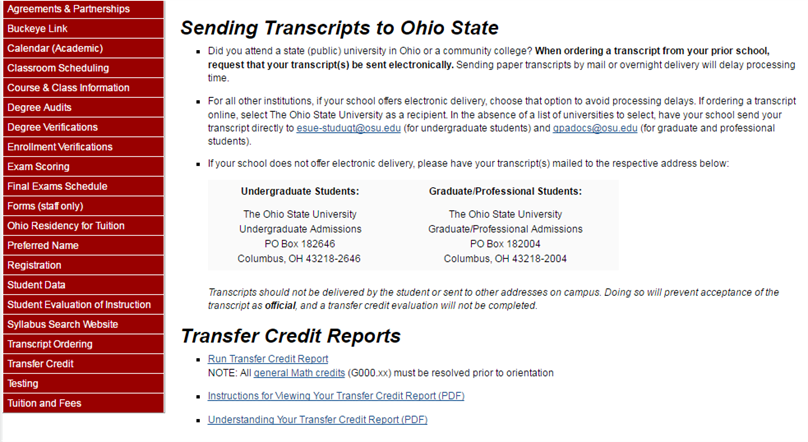 Agreements & Partnerships
Buckeye Link
Calendar (Academic)
Classroom Scheduling
Course & Class Information
Degree Audits
Degree Verifications
Enrollment Verifications
Exam Scoring
Final Exams Schedule
Forms (staff only)
Ohio Residency for Tuition
Preferred Name
Registration
Student Data
Student Evaluation of Instruction
Syllabus Search Website
Transcript Ordering
Transfer Credit
Testing
Tuition and Fees
Sending Transcripts to Ohio State
Did you attend a state (public) university in Ohio or a community college? When ordering a transcript from your prior school,
request that your transcript(s) be sent electronically. Sending paper transcripts by mail or overnight delivery will delay processing
time.
For all other institutions, if your school offers electronic delivery, choose that option to avoid processing delays. If ordering a transcript
online, select The Ohio State University as a recipient. In the absence of a list of universities to select, have your school send your
transcript directly to esue-studugt@osu.edu (for undergraduate students) and gpadocs@osu.edu (for graduate and professional
students).
If your school does not offer electronic delivery, please have your transcript(s) mailed to the respective address below:
Undergraduate Students:
The Ohio State University
Undergraduate Admissions
PO Box 182646
Columbus, OH 43218-2646
Graduate/Professional Students:
The Ohio State University
Graduate/Professional Admissions
PO Box 182004
Columbus, OH 43218-2004
Transcripts should not be delivered by the student or sent to other addresses on campus. Doing so will prevent acceptance of the
transcript as official, and a transfer credit evaluation will not be completed.
Transfer Credit Reports
Run Transfer Credit Report
NOTE: All general Math credits (G000.xx) must be resolved prior to orientation
Instructions for Viewing Your Transfer Credit Report (PDF)
Understanding Your Transfer Credit Report (PDF)